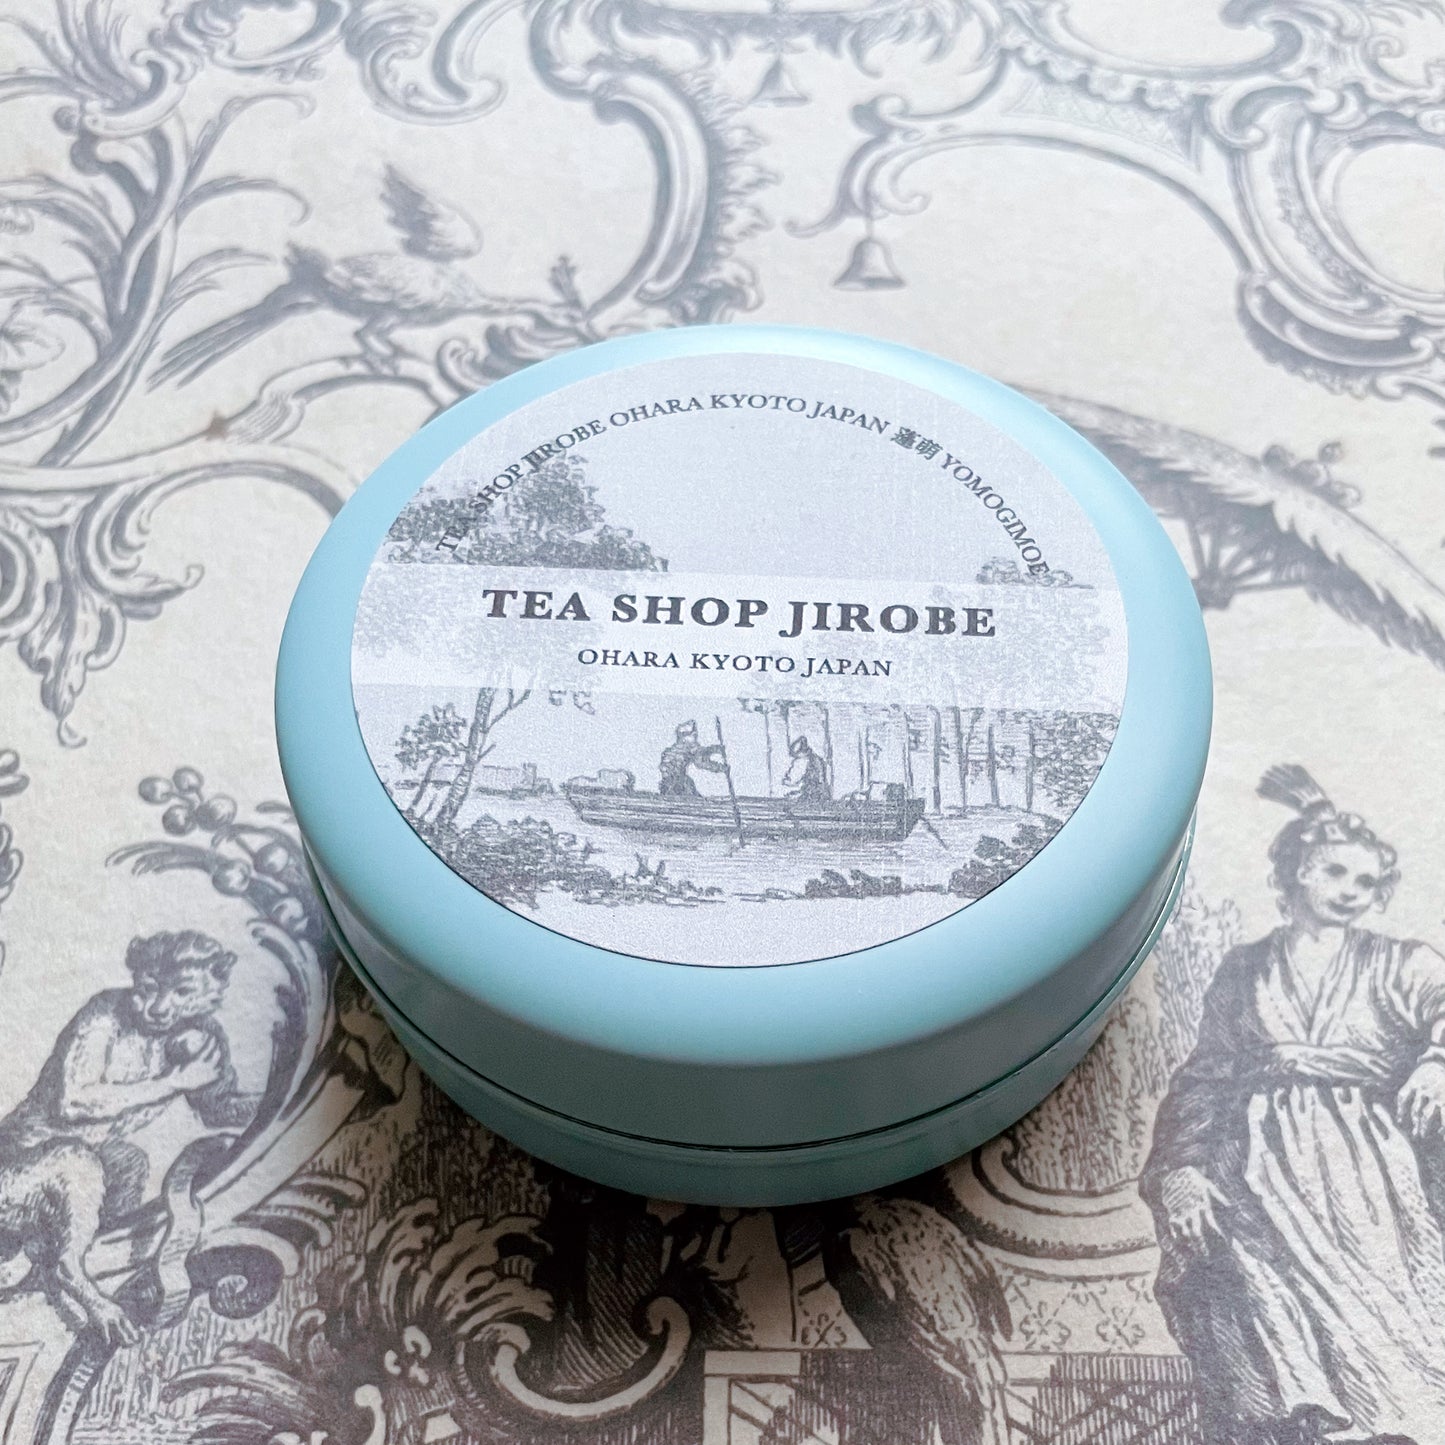 TEA SHOP JIROBE OHARA KYOTO JAPAN 蓬萌 YOMOGIMOE
TEA SHOP JIROBE
OHARA KYOTO JAPAN